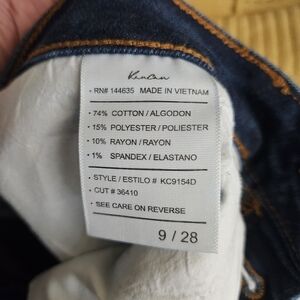 KanCan
• RN# 144635 MADE IN VIETNAM
• 74% COTTON / ALGODON
• 15% POLYESTER / POLIESTER
• 10% RAYON / RAYON
• 1% SPANDEX / ELASTANO
• STYLE / ESTILO # KC9154D
• CUT # 36410
• SEE CARE ON REVERSE
9 / 28